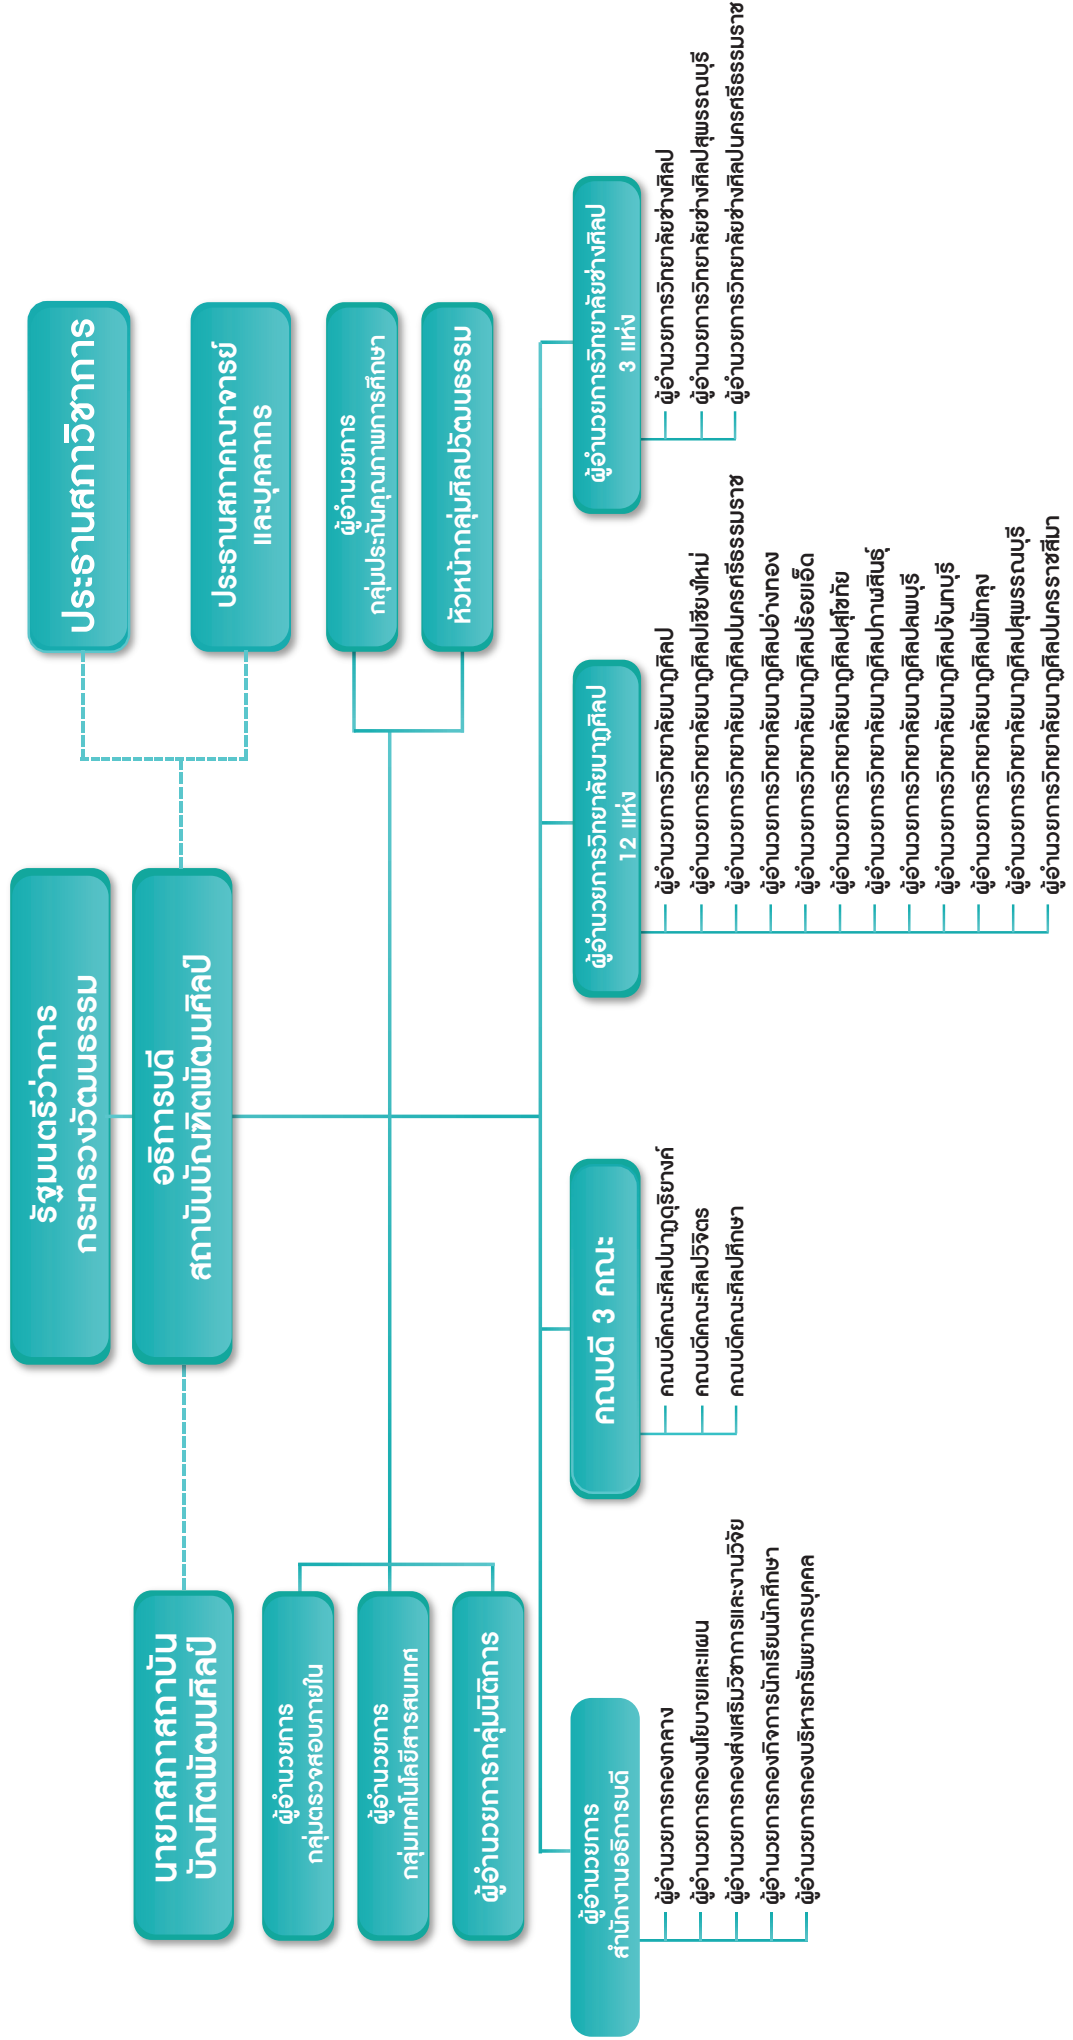 รัฐมนตรีว่าการ
กระทรวงวัฒนธรรม
นายกสภาสถาบัน
บัณฑิตพัฒนศิลป์
อธิการบดี
สถาบันบัณฑิตพัฒนศิลป์
ประธานสภาวิชาการ
ประธานสภาคณาจารย์
และบุคลากร
ผู้อำนวยการ
กลุ่มตรวจสอบภายใน
ผู้อำนวยการ
กลุ่มเทคโนโลยีสารสนเทศ
ผู้อำนวยการกลุ่มนิติการ
ผู้อำนวยการ
กลุ่มประกันคุณภาพการศึกษา
หัวหน้ากลุ่มศิลปวัฒนธรรม
ผู้อำนวยการ
สำนักงานอธิการบดี
ผู้อำนวยการกองกลาง
ผู้อำนวยการกองนโยบายและแผน
ผู้อำนวยการกองส่งเสริมวิชาการและงานวิจัย
ผู้อำนวยการกองกิจการนักเรียนนักศึกษา
ผู้อำนวยการกองบริหารทรัพยากรบุคคล
คณบดี 3 คณะ
คณบดีคณะศิลปนาฏดุริยางค์
คณบดีคณะศิลปวิจิตร
คณบดีคณะศิลปศึกษา
ผู้อำนวยการวิทยาลัยนาฏศิลป
12 แห่ง
ผู้อำนวยการวิทยาลัยนาฏศิลป
ผู้อำนวยการวิทยาลัยนาฏศิลปเชียงใหม่
ผู้อำนวยการวิทยาลัยนาฏศิลปนครศรีธรรมราช
ผู้อำนวยการวิทยาลัยนาฏศิลปอ่างทอง
ผู้อำนวยการวิทยาลัยนาฏศิลปร้อยเอ็ด
ผู้อำนวยการวิทยาลัยนาฏศิลปสุโขทัย
ผู้อำนวยการวิทยาลัยนาฏศิลปกาฬสินธุ์
ผู้อำนวยการวิทยาลัยนาฏศิลปลพบุรี
ผู้อำนวยการวิทยาลัยนาฏศิลปจันทบุรี
ผู้อำนวยการวิทยาลัยนาฏศิลปพัทลุง
ผู้อำนวยการวิทยาลัยนาฏศิลปสุพรรณบุรี
ผู้อำนวยการวิทยาลัยนาฏศิลปนครราชสีมา
ผู้อำนวยการวิทยาลัยช่างศิลป
3 แห่ง
ผู้อำนวยการวิทยาลัยช่างศิลป
ผู้อำนวยการวิทยาลัยช่างศิลปสุพรรณบุรี
ผู้อำนวยการวิทยาลัยช่างศิลปนครศรีธรรมราช